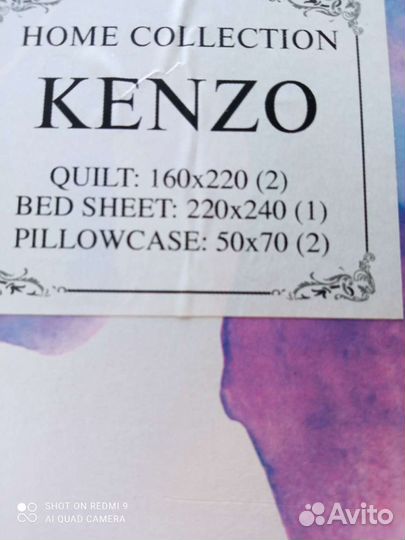 HOME COLLECTION
KENZO
QUILT: 160x220 (2)
BED SHEET: 220x240 (1)
PILLOWCASE: 50x70 (2)
SHOT ON REDMI 9
AI QUAD CAMERA
Avito